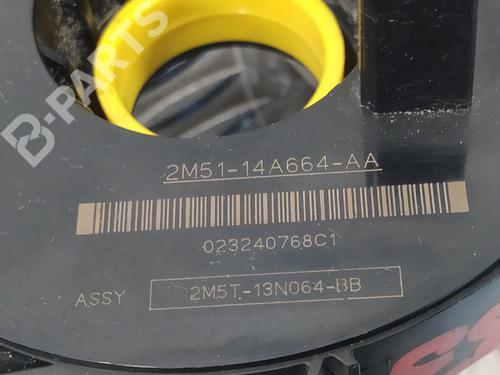 B-PARTS
2M51-14A664-AA
023240768C1
ASSY 2M5T-13N064-BB